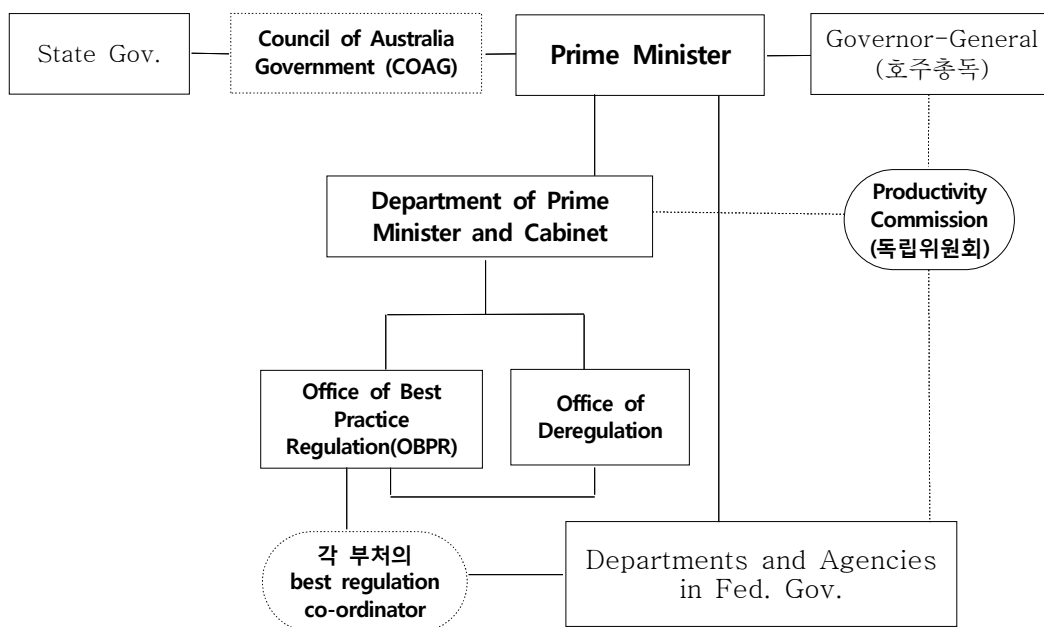 State Gov.
Council of Australia
Government (COAG)
Prime Minister
Governor-General
(호주총독)
Department of Prime
Minister and Cabinet
Productivity
Commission
(독립위원회)
Office of Best
Practice
Regulation(OBPR)
Office of
Deregulation
각 부처의
best regulation
co-ordinator
Departments and Agencies
in Fed. Gov.